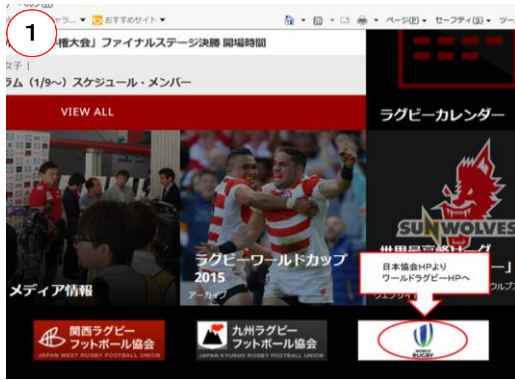 1
おすすめサイト
ページ(P) セーフティ(S)
権大会」ファイナルステージ決勝 開場時間
女子 |
ラム（1/9～）スケジュール・メンバー
VIEW ALL
ラグビーカレンダー
SUNWOLVES
ラグビーワールドカップ
2015
アーカイブ
メディア情報
日本協会HPより
ワールドラグビーHPへ
関西ラグビー
フットボール協会
JAPAN WEST RUGBY FOOTBALL UNION
九州ラグビー
フットボール協会
JAPAN KYUSHU RUGBY FOOTBALL UNION
WORLD
RUGBY